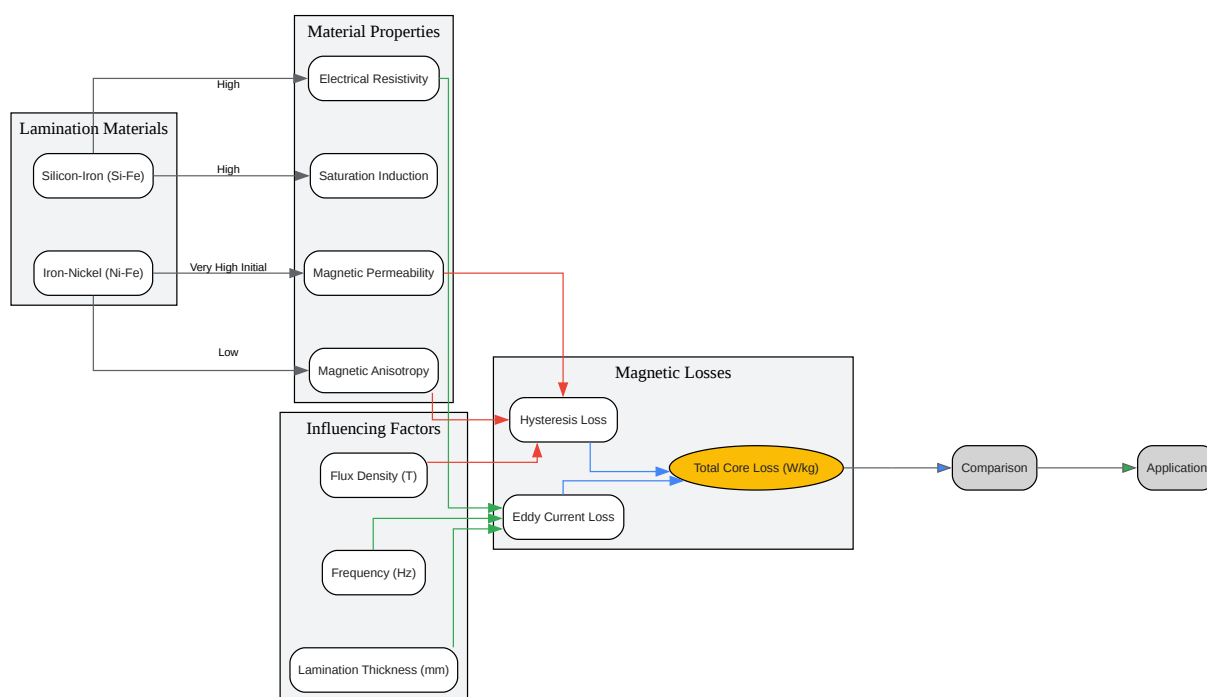 Material Properties
Electrical Resistivity
High
Lamination Materials
Silicon-Iron (Si-Fe)
High
Saturation Induction
Iron-Nickel (Ni-Fe)
Very High Initial
Magnetic Permeability
Low
Magnetic Anisotropy
Magnetic Losses
Hysteresis Loss
Influencing Factors
Flux Density (T)
Total Core Loss (W/kg)
Comparison
Application
Eddy Current Loss
Frequency (Hz)
Lamination Thickness (mm)